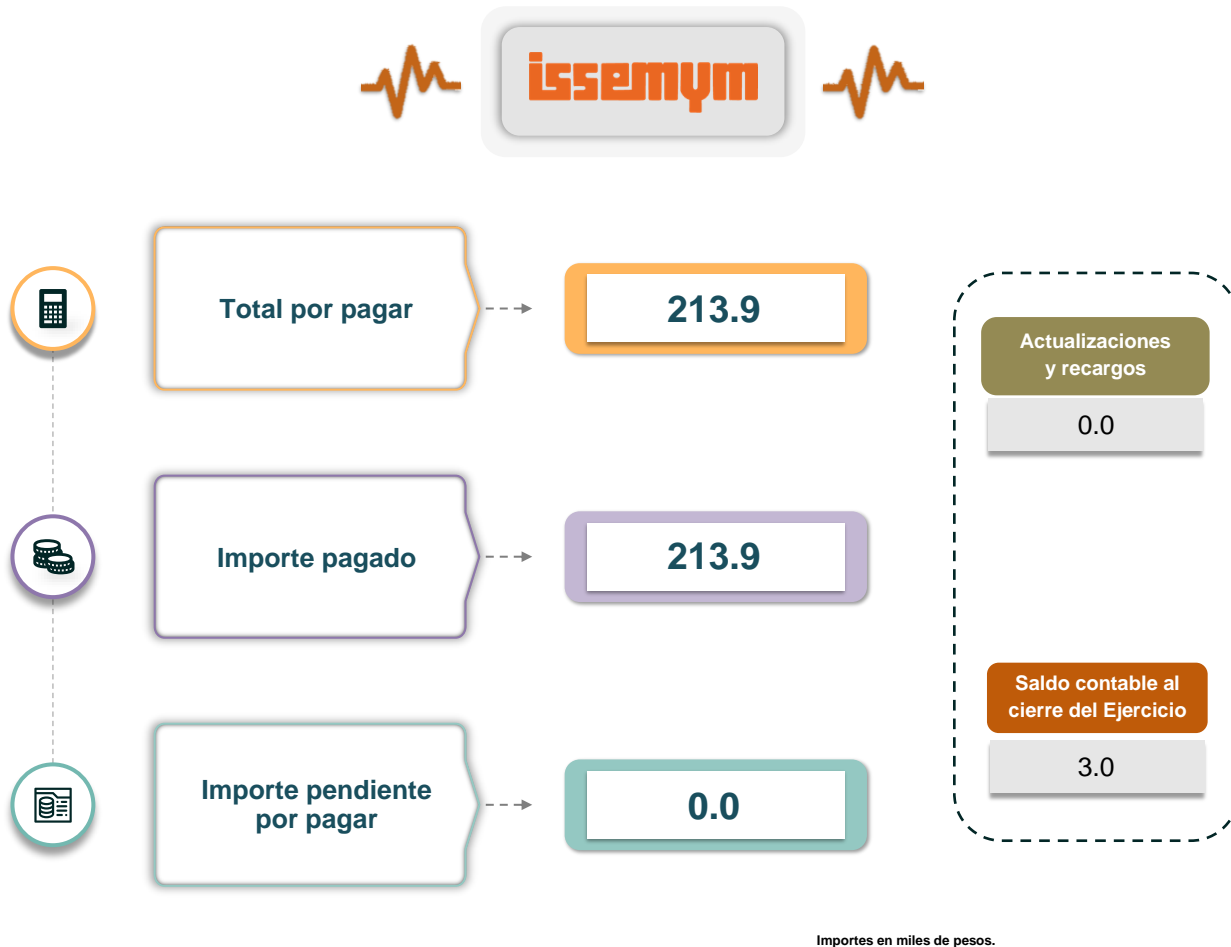 issemym
Total por pagar
213.9
Actualizaciones
y recargos
0.0
Importe pagado
213.9
Saldo contable al
cierre del Ejercicio
3.0
Importe pendiente
por pagar
0.0
Importes en miles de pesos.